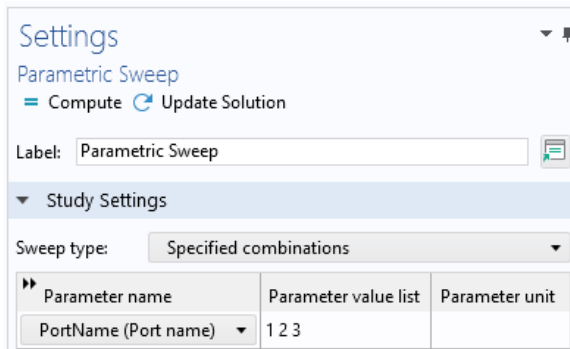 Settings
Parametric Sweep
= Compute Update Solution
Label: Parametric Sweep
Study Settings
Sweep type: Specified combinations
Parameter name Parameter value list Parameter unit
PortName (Port name) 1 2 3